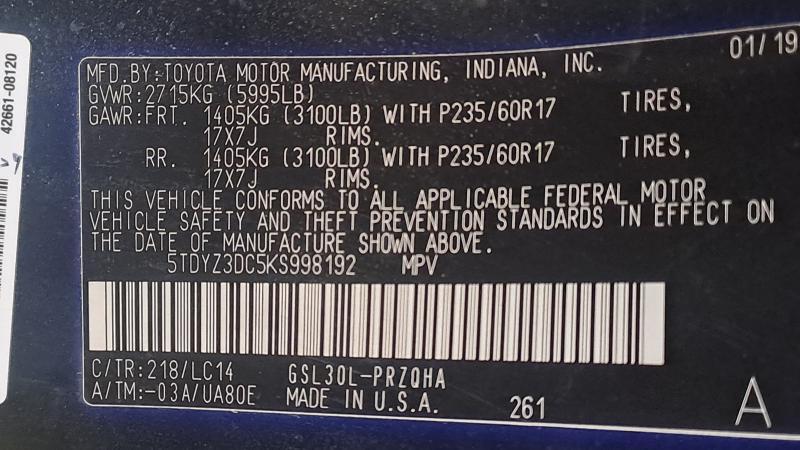 01/19
MFD. BY: TOYOTA MOTOR MANUFACTURING, INDIANA, INC.
GVWR: 2715KG (5995LB)
GAWR: FRT. 1405KG (3100LB) WITH P235/60R17 TIRES,
17X7J RIMS.
RR. 1405KG (3100LB) WITH P235/60R17 TIRES,
17X7J RIMS.
THIS VEHICLE CONFORMS TO ALL APPLICABLE FEDERAL MOTOR
VEHICLE SAFETY AND THEFT PREVENTION STANDARDS IN EFFECT ON
THE DATE OF MANUFACTURE SHOWN ABOVE.
5TDYZ3DC5KS998192 MPV
C/TR: 218/LC14 GSL30L-PRZQHA
A/TM:-03A/UA80E MADE IN U.S.A. 261 A
42661-08120